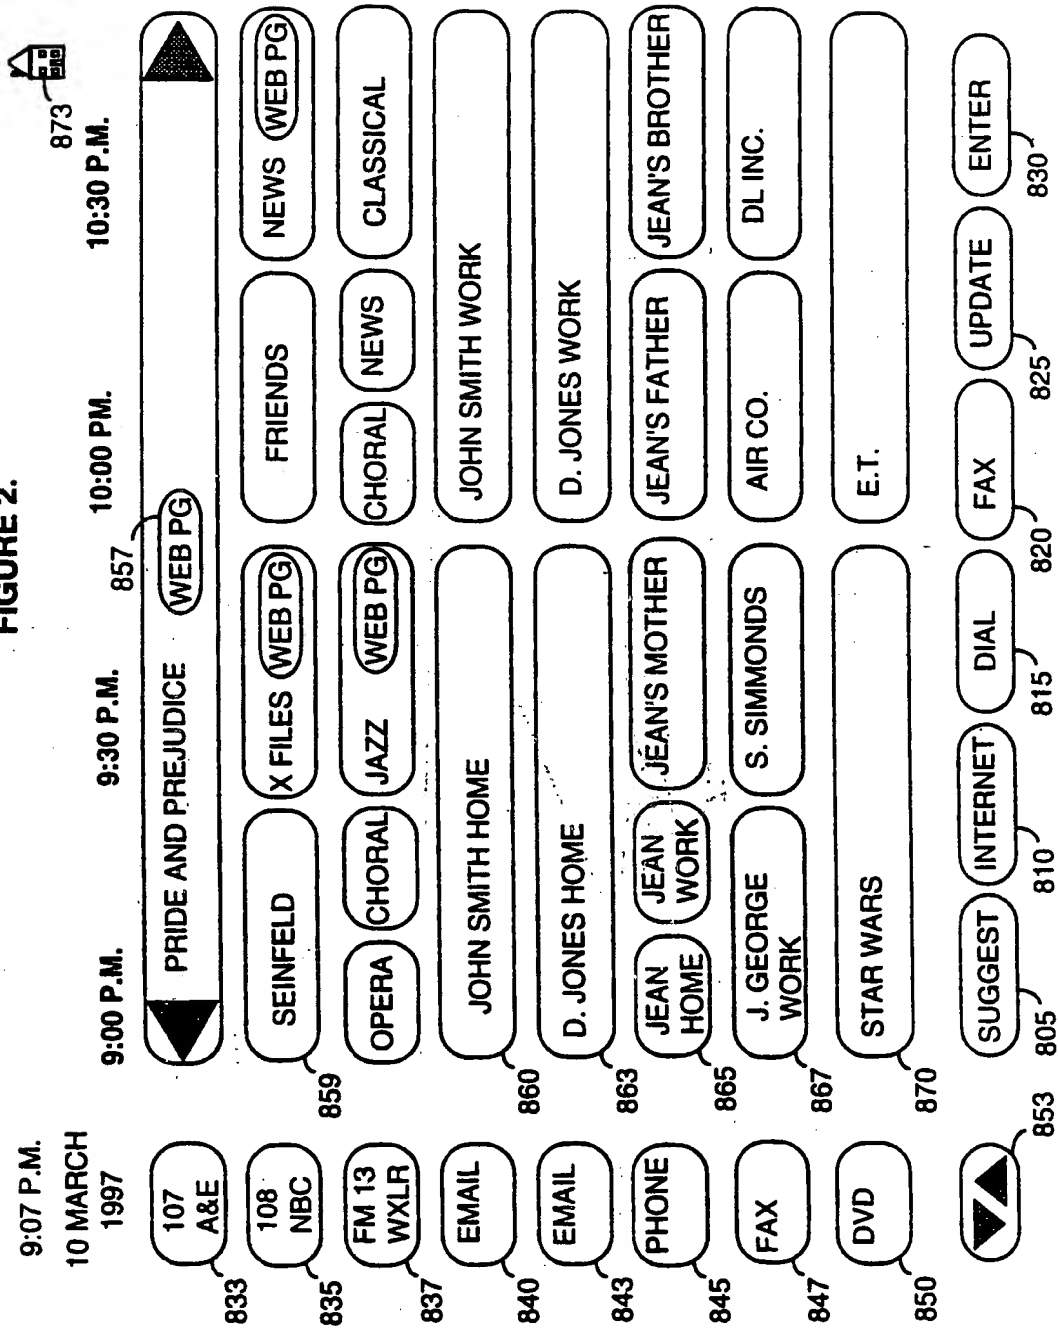 FIGURE 2.
9:07 P.M.
10 MARCH
1997
9:00 P.M.
9:30 P.M.
10:00 PM.
10:30 P.M.
873
857
107
A&E
833
PRIDE AND PREJUDICE
WEB PG
108
NBC
835
SEINFELD
859
X FILES
WEB PG
FRIENDS
NEWS
WEB PG
FM 13
WXLR
837
OPERA
CHORAL
JAZZ
WEB PG
CHORAL
NEWS
CLASSICAL
EMAIL
840
JOHN SMITH HOME
860
JOHN SMITH WORK
EMAIL
843
D. JONES HOME
863
D. JONES WORK
PHONE
845
JEAN
HOME
865
JEAN
WORK
JEAN'S MOTHER
JEAN'S FATHER
JEAN'S BROTHER
FAX
847
J. GEORGE
WORK
867
S. SIMMONDS
AIR CO.
DL INC.
DVD
850
STAR WARS
870
E.T.
853
SUGGEST
805
INTERNET
810
DIAL
815
FAX
820
UPDATE
825
ENTER
830